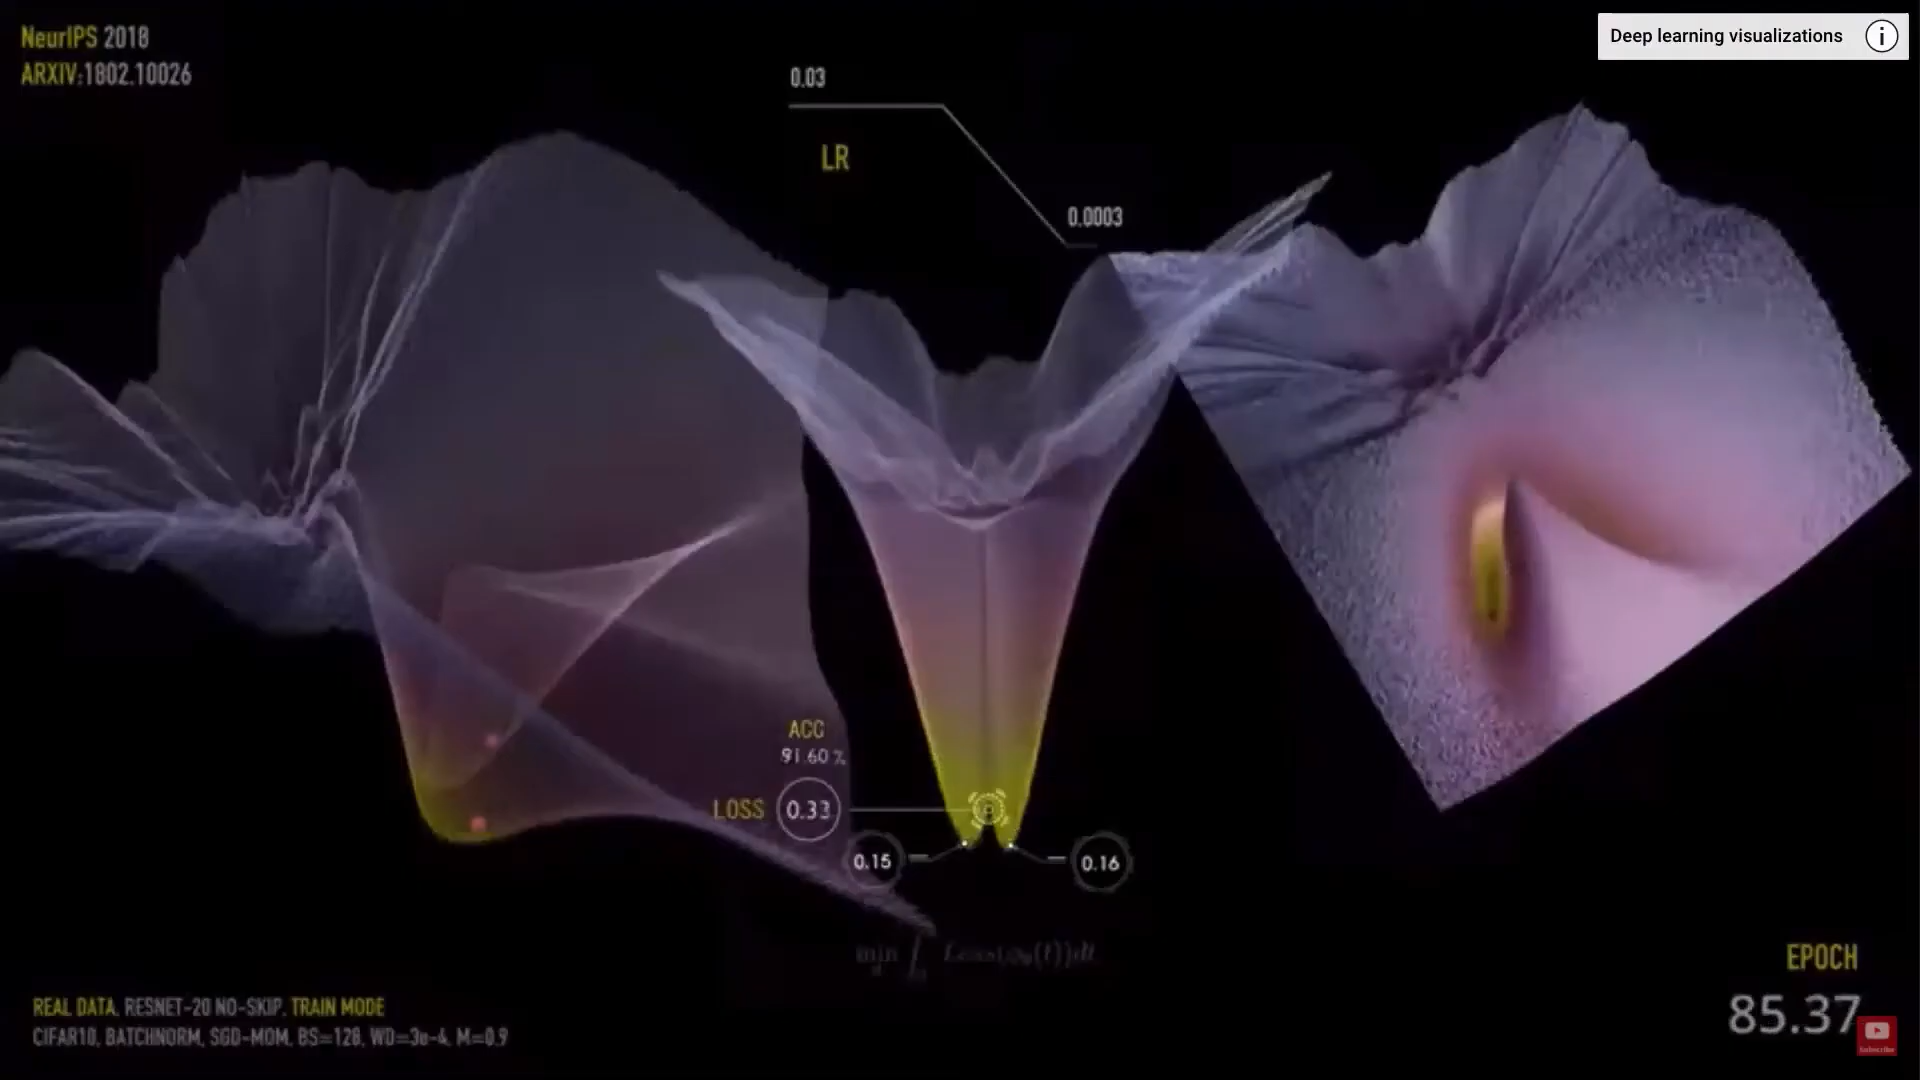 NeurIPS 2018
ARXIV:1802.10026
Deep learning visualizations
0.03
LR
0.0003
ACC
91.60 %
LOSS 0.33
0.15
0.16
EPOCH
85.37
REAL DATA, RESNET-20 NO-SKIP, TRAIN MODE
CIFAR10, BATCHNORM, SGD-MOM, BS=128, WD=3e-4, M=0.9
Subscribe